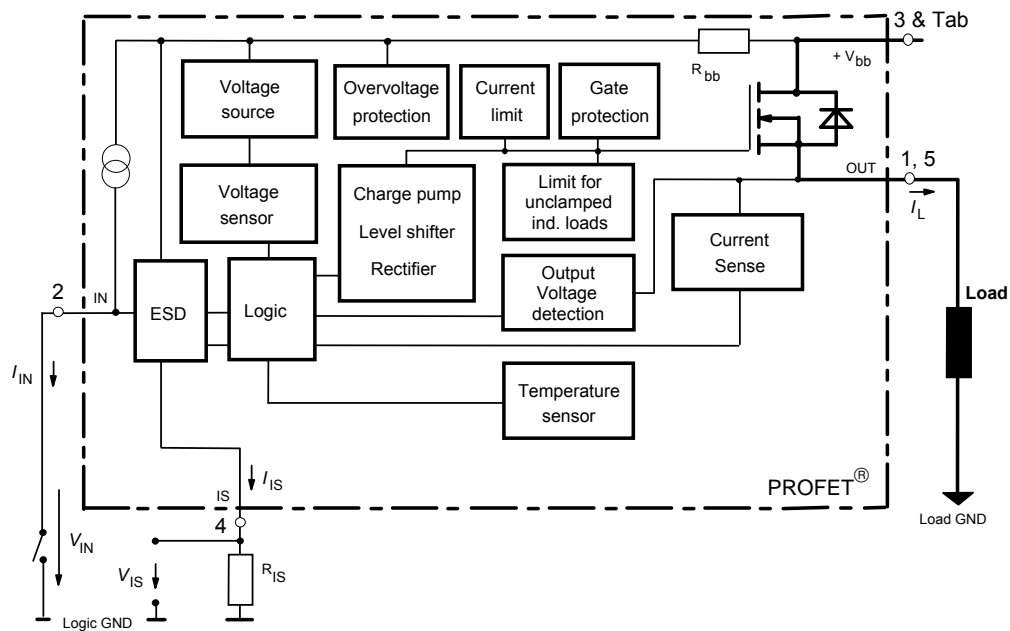 3 & Tab
R bb
+ V bb
Voltage
source
Overvoltage
protection
Current
limit
Gate
protection
Voltage
sensor
Charge pump
Level shifter
Rectifier
Limit for
unclamped
ind. loads
OUT
1, 5
I L
Current
Sense
2
IN
ESD
Logic
Output
Voltage
detection
Load
I IN
Temperature
sensor
I IS
IS
PROFET®
4
Load GND
V IN
V IS
R IS
Logic GND